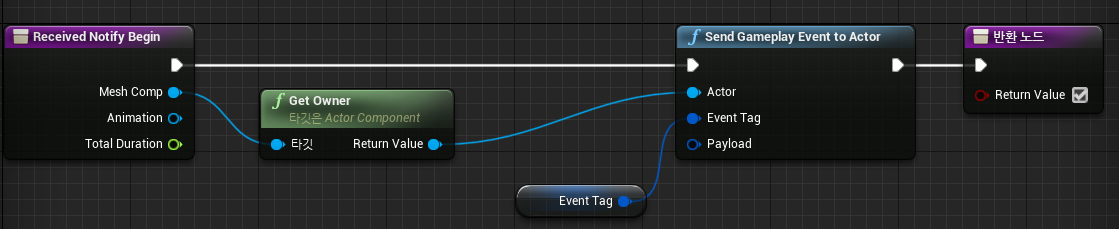 Received Notify Begin
Mesh Comp
Animation
Total Duration
Get Owner
타깃은 Actor Component
타깃
Return Value
Event Tag
Send Gameplay Event to Actor
Actor
Event Tag
Payload
반환 노드
Return Value